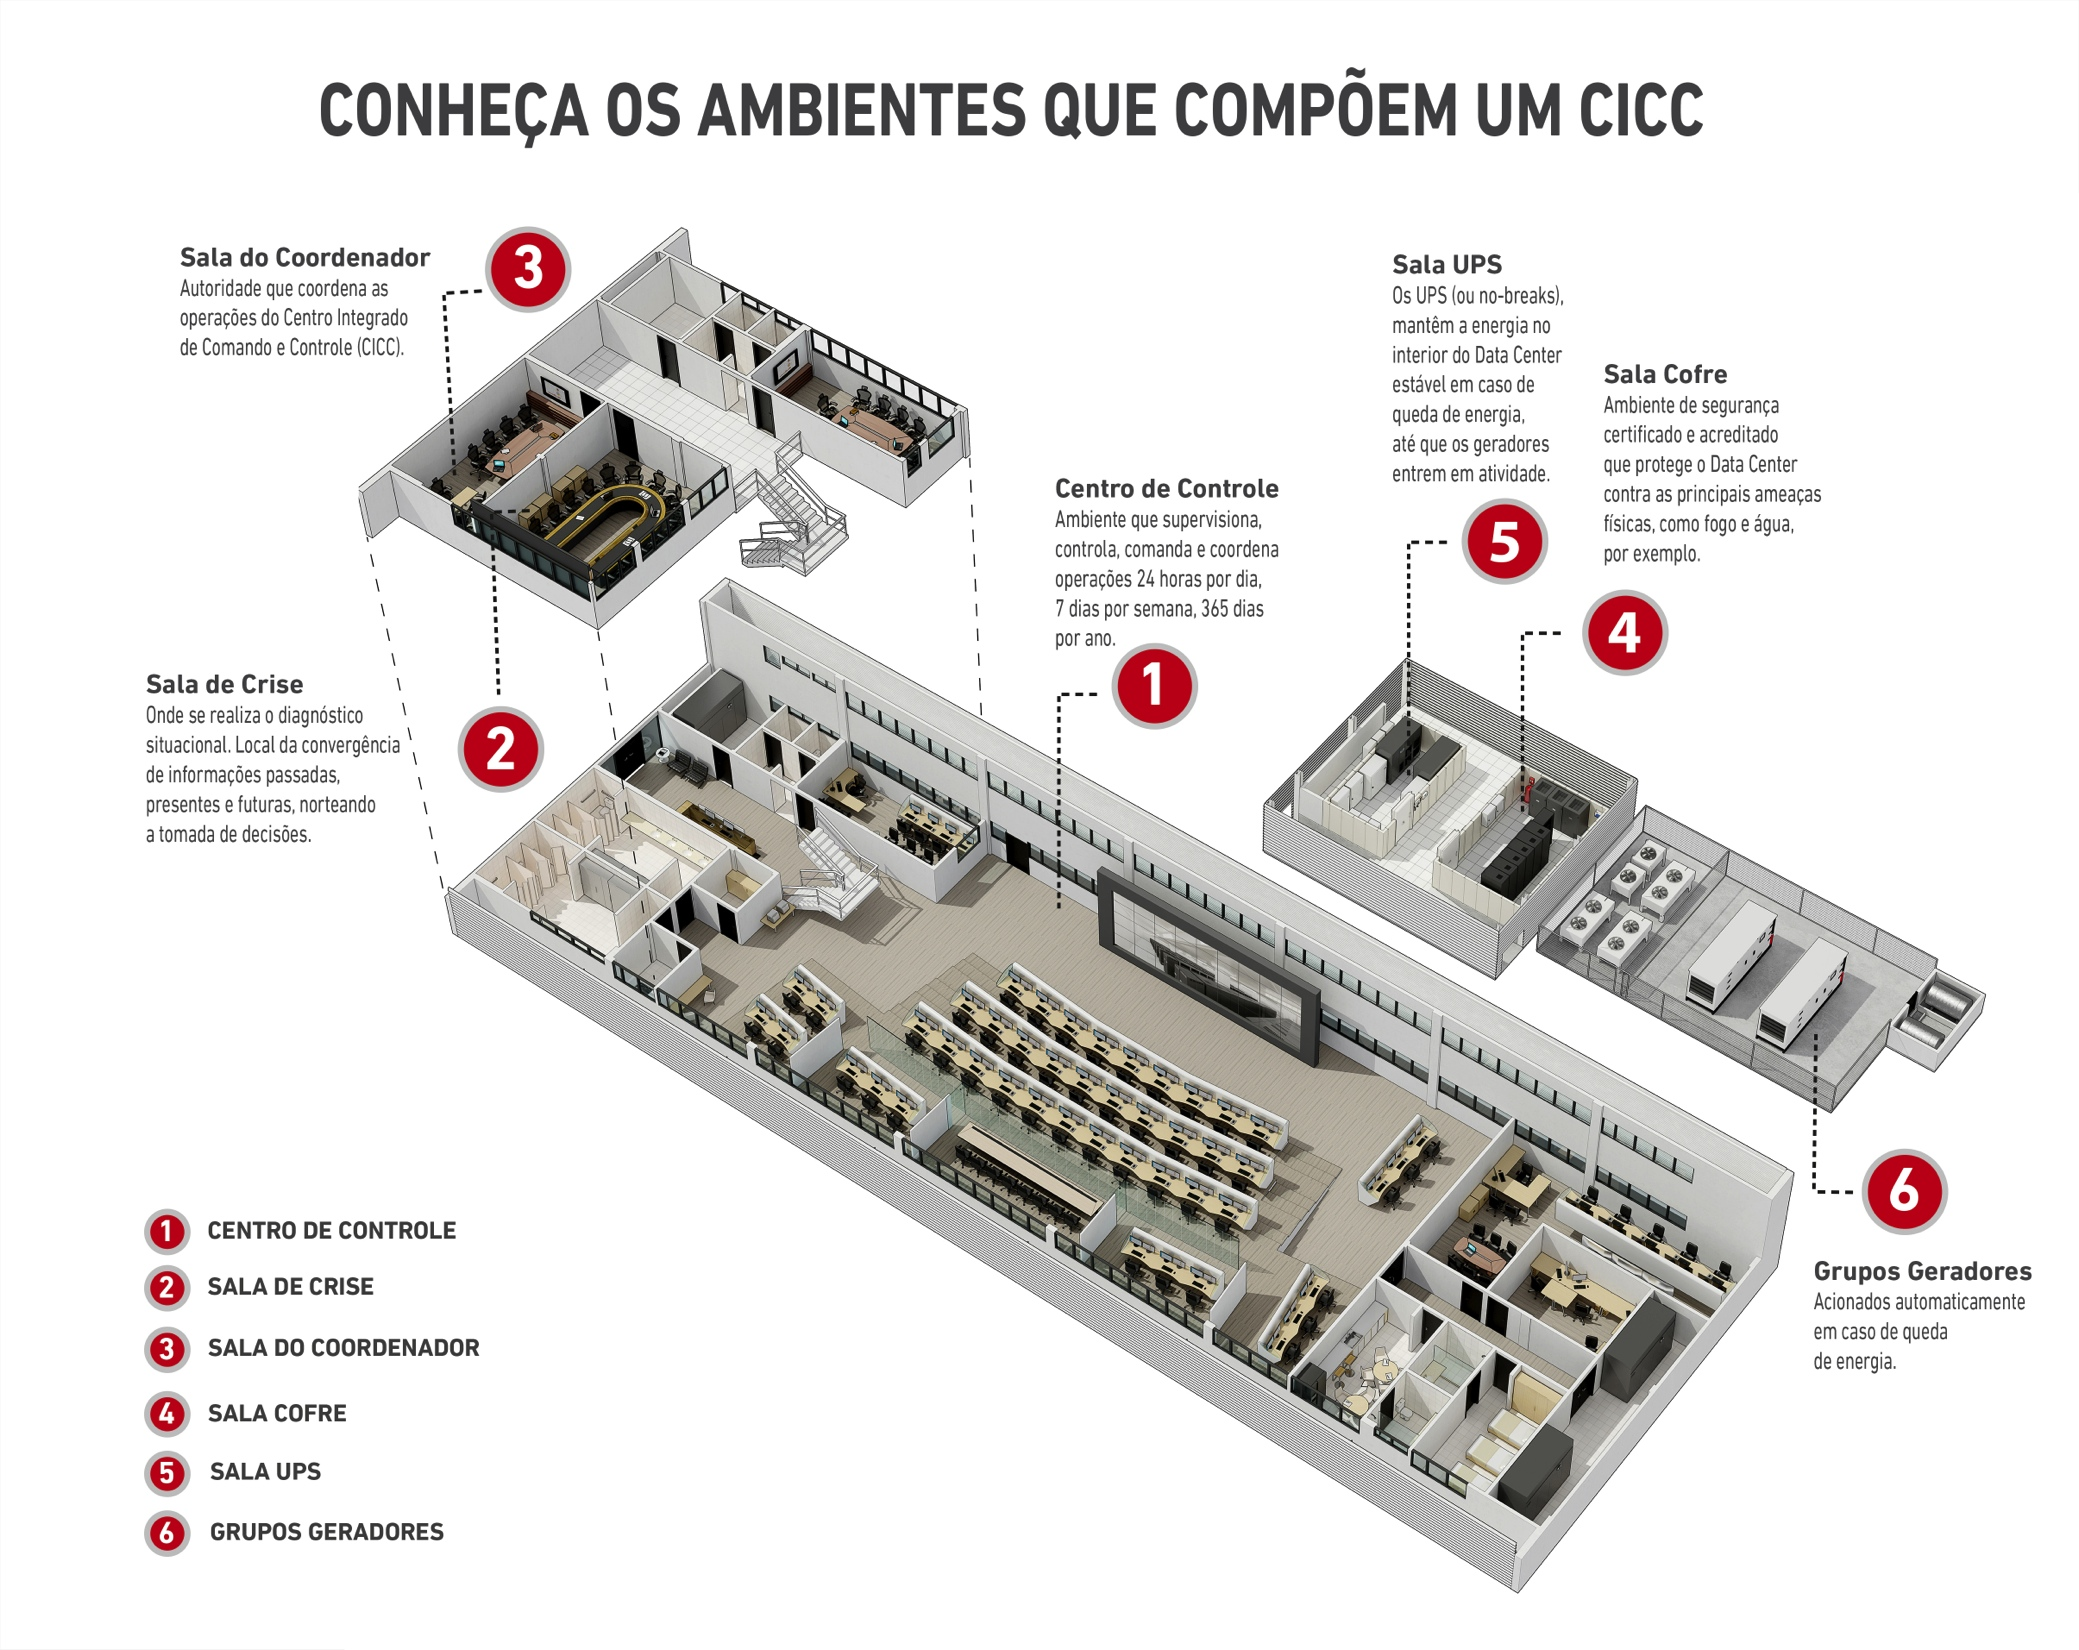 CONHEÇA OS AMBIENTES QUE COMPÕEM UM CICC
Sala do Coordenador
Autoridade que coordena as
operações do Centro Integrado
de Comando e Controle (CICC).
3
Sala UPS
Os UPS (ou no-breaks),
mantêm a energia no
interior do Data Center
estável em caso de
queda de energia,
até que os geradores
entrem em atividade.
5
Sala Cofre
Ambiente de segurança
certificado e acreditado
que protege o Data Center
contra as principais ameaças
físicas, como fogo e água,
por exemplo.
4
Centro de Controle
Ambiente que supervisiona,
controla, comanda e coordena
operações 24 horas por dia,
7 dias por semana, 365 dias
por ano.
1
Sala de Crise
Onde se realiza o diagnóstico
situacional. Local da convergência
de informações passadas,
presentes e futuras, norteando
a tomada de decisões.
2
6
Grupos Geradores
Acionados automaticamente
em caso de queda
de energia.
1 CENTRO DE CONTROLE
2 SALA DE CRISE
3 SALA DO COORDENADOR
4 SALA COFRE
5 SALA UPS
6 GRUPOS GERADORES